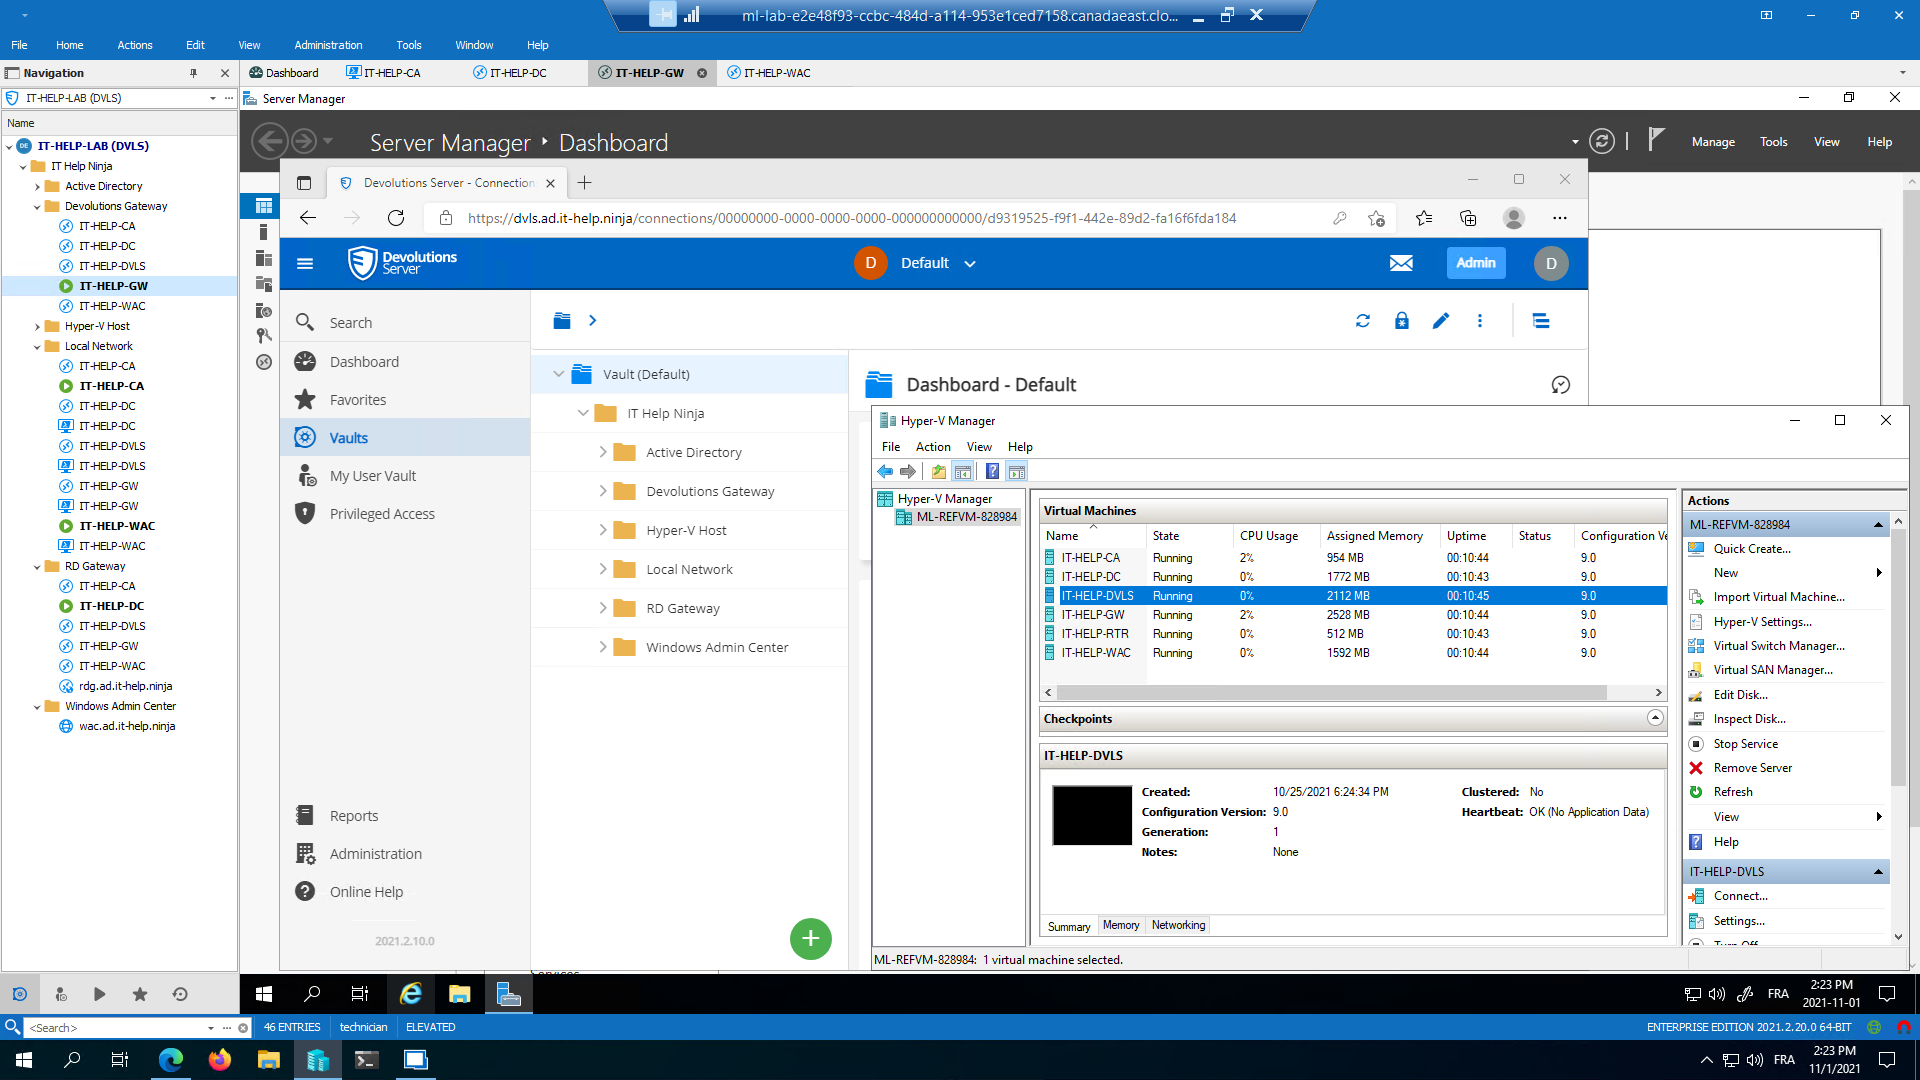 ml-lab-e2e48f93-ccbc-484d-a114-953e1ced7158.canadaeast.clo...
File Home Actions Edit View Administration Tools Window Help
Navigation
Dashboard IT-HELP-CA IT-HELP-DC IT-HELP-GW IT-HELP-WAC
IT-HELP-LAB (DVLS)
Server Manager
Name
IT-HELP-LAB (DVLS)
IT Help Ninja
Active Directory
Devolutions Gateway
IT-HELP-CA
IT-HELP-DC
IT-HELP-DVLS
IT-HELP-GW
IT-HELP-WAC
Hyper-V Host
Local Network
IT-HELP-CA
IT-HELP-CA
IT-HELP-DC
IT-HELP-DC
IT-HELP-DVLS
IT-HELP-DVLS
IT-HELP-GW
IT-HELP-GW
IT-HELP-WAC
IT-HELP-WAC
RD Gateway
IT-HELP-CA
IT-HELP-DC
IT-HELP-DVLS
IT-HELP-GW
IT-HELP-WAC
rdg.ad.it-help.ninja
Windows Admin Center
wac.ad.it-help.ninja
Server Manager Dashboard
Manage Tools View Help
Devolutions Server - Connection
https://dvls.ad.it-help.ninja/connections/00000000-0000-0000-0000-000000000000/d9319525-f9f1-442e-89d2-fa16f6fda184
Devolutions
Server
D Default
Admin
D
Search
Dashboard
Favorites
Vaults
My User Vault
Privileged Access
Reports
Administration
Online Help
2021.2.10.0
Vault (Default)
IT Help Ninja
Active Directory
Devolutions Gateway
Hyper-V Host
Local Network
RD Gateway
Windows Admin Center
Dashboard - Default
Hyper-V Manager
File Action View Help
Hyper-V Manager
ML-REFVM-828984
Virtual Machines
Name State CPU Usage Assigned Memory Uptime Status Configuration Ve
IT-HELP-CA Running 2% 954 MB 00:10:44 9.0
IT-HELP-DC Running 0% 1772 MB 00:10:43 9.0
IT-HELP-DVLS Running 0% 2112 MB 00:10:45 9.0
IT-HELP-GW Running 2% 2528 MB 00:10:44 9.0
IT-HELP-RTR Running 0% 512 MB 00:10:43 9.0
IT-HELP-WAC Running 0% 1592 MB 00:10:44 9.0
Checkpoints
IT-HELP-DVLS
Created: 10/25/2021 6:24:34 PM Clustered: No
Configuration Version: 9.0 Heartbeat: OK (No Application Data)
Generation: 1
Notes: None
Summary Memory Networking
Actions
ML-REFVM-828984
Quick Create...
New
Import Virtual Machine...
Hyper-V Settings...
Virtual Switch Manager...
Virtual SAN Manager...
Edit Disk...
Inspect Disk...
Stop Service
Remove Server
Refresh
View
Help
IT-HELP-DVLS
Connect...
Settings...
Turn Off
ML-REFVM-828984: 1 virtual machine selected.
Services
FRA 2:23 PM
2021-11-01
<Search> 46 ENTRIES technician ELEVATED
ENTERPRISE EDITION 2021.2.20.0 64-BIT
FRA 2:23 PM
11/1/2021